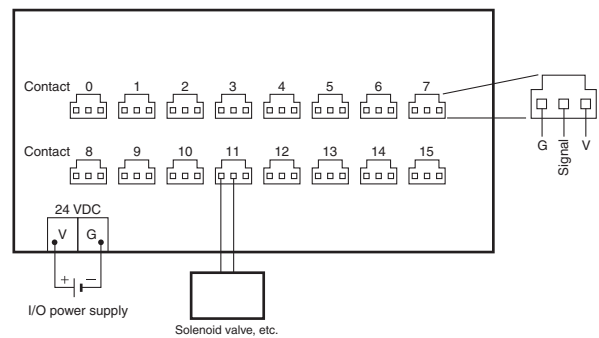 Contact 0 1 2 3 4 5 6 7
G Signal V
Contact 8 9 10 11 12 13 14 15
24 VDC
V G
+ −
I/O power supply
Solenoid valve, etc.